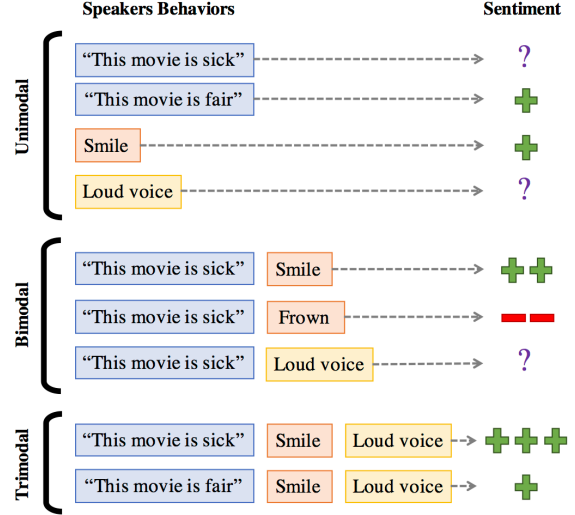 Speakers Behaviors Sentiment
Unimodal
“This movie is sick” ?
“This movie is fair”
Smile
Loud voice ?
Bimodal
“This movie is sick” Smile
“This movie is sick” Frown
“This movie is sick” Loud voice ?
Trimodal
“This movie is sick” Smile Loud voice
“This movie is fair” Smile Loud voice